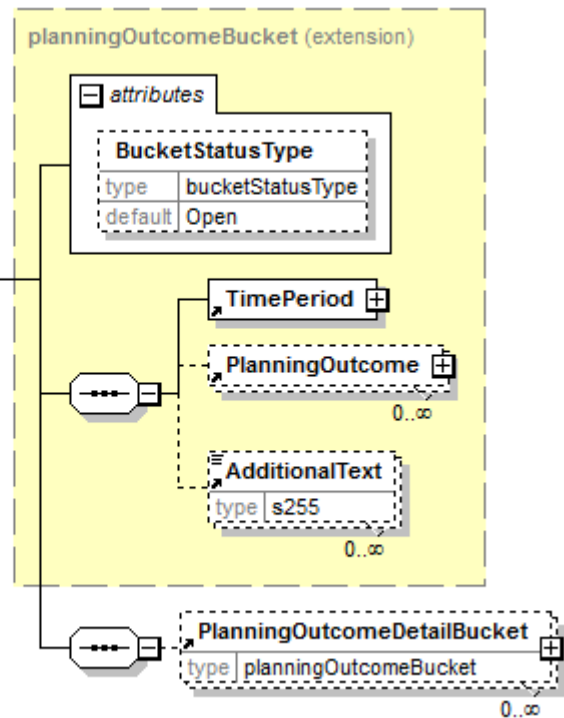 planningOutcomeBucket (extension)
attributes
BucketStatusType
type bucketStatusType
default Open
TimePeriod
PlanningOutcome
0..∞
AdditionalText
type s255
0..∞
PlanningOutcomeDetailBucket
type planningOutcomeBucket
0..∞